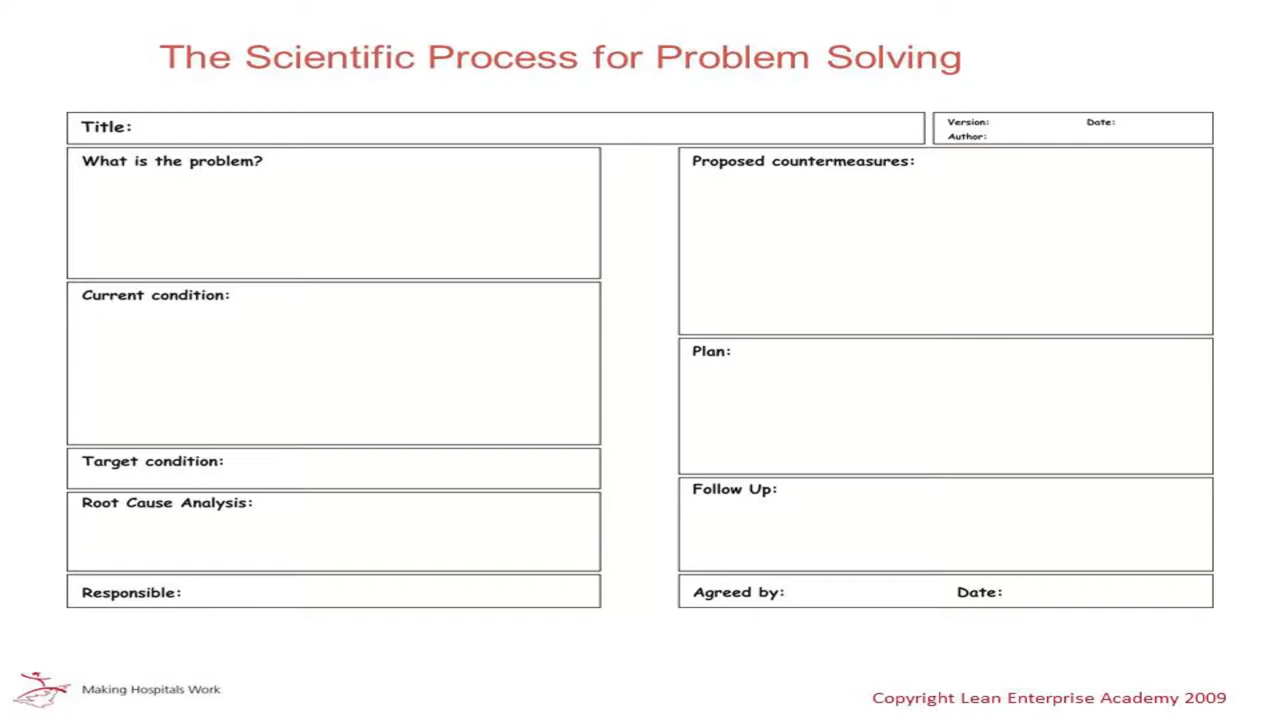 The Scientific Process for Problem Solving
Title:
Version: Date:
Author:
What is the problem?
Current condition:
Target condition:
Root Cause Analysis:
Responsible:
Proposed countermeasures:
Plan:
Follow Up:
Agreed by: Date:
Making Hospitals Work
Copyright Lean Enterprise Academy 2009